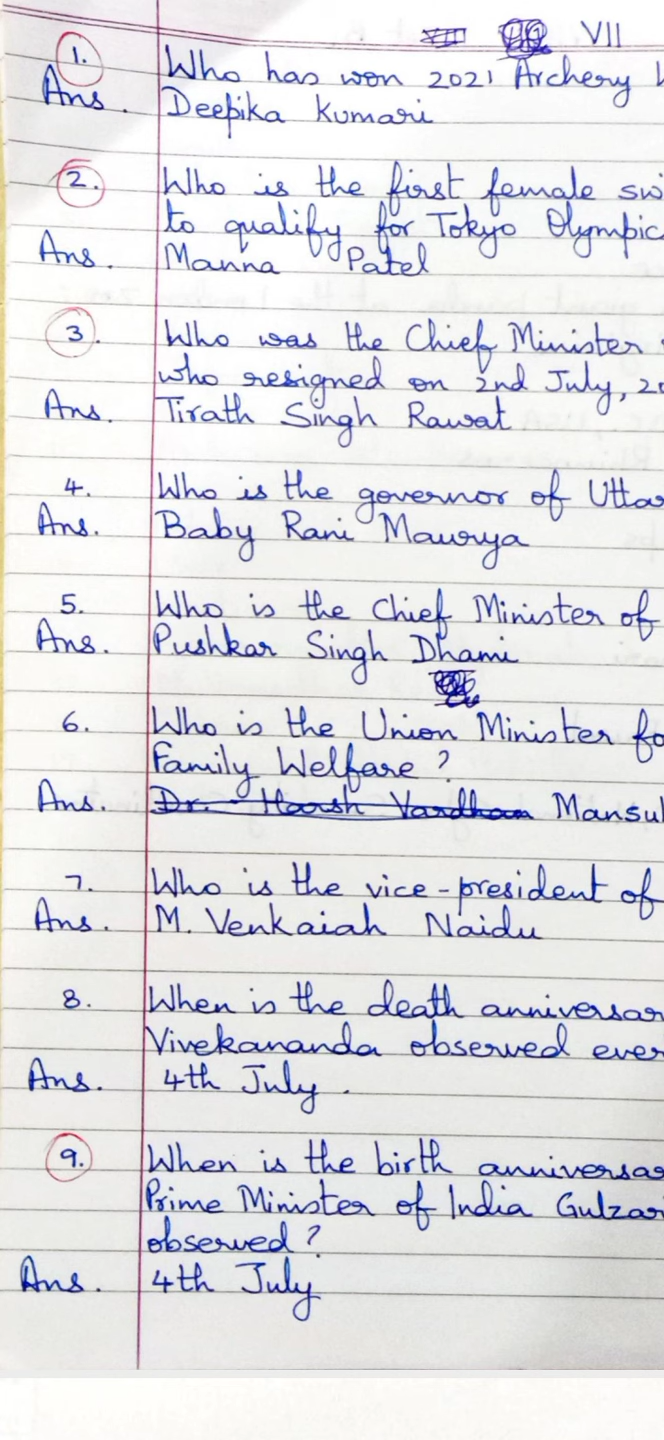 VII
1. Who has won 2021 Archery
Ans. Deepika Kumari
2. Who is the first female
to qualify for Tokyo Olympic
Ans. Manna Patel
3. Who was the Chief Minister
who resigned on 2nd July,
Ans. Tirath Singh Rawat
4. Who is the governor of Utta
Ans. Baby Rani Maurya
5. Who is the Chief Minister of
Ans. Pushkar Singh Dhami
6. Who is the Union Minister fo
Family Welfare?
Ans. Dr. Harsh Vardhan Mansu
7. Who is the vice-president of
Ans. M. Venkaiah Naidu
8. When is the death anniversar
Vivekananda observed ever
Ans. 4th July.
9. When is the birth anniversa
Prime Minister of India Gulzar
observed?
Ans. 4th July